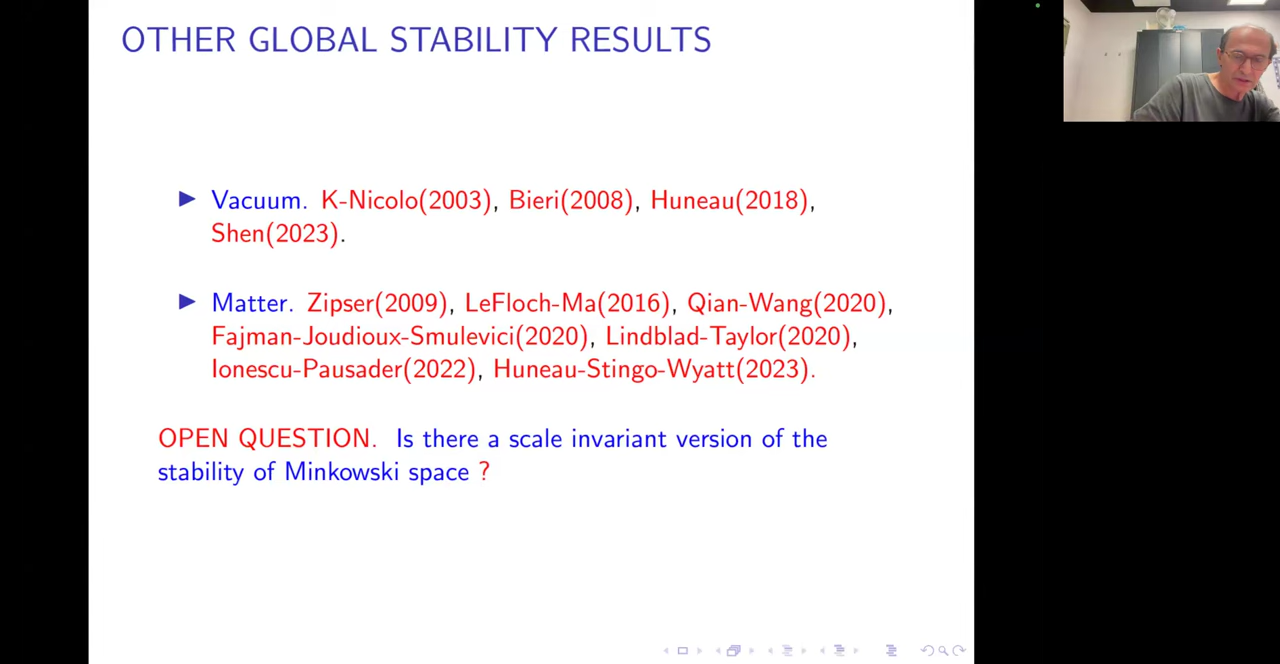 OTHER GLOBAL STABILITY RESULTS
Vacuum. K-Nicolo(2003), Bieri(2008), Huneau(2018),
Shen(2023).
Matter. Zipser(2009), LeFloch-Ma(2016), Qian-Wang(2020),
Fajman-Joudioux-Smulevici(2020), Lindblad-Taylor(2020),
Ionescu-Pausader(2022), Huneau-Stingo-Wyatt(2023).
OPEN QUESTION. Is there a scale invariant version of the
stability of Minkowski space ?